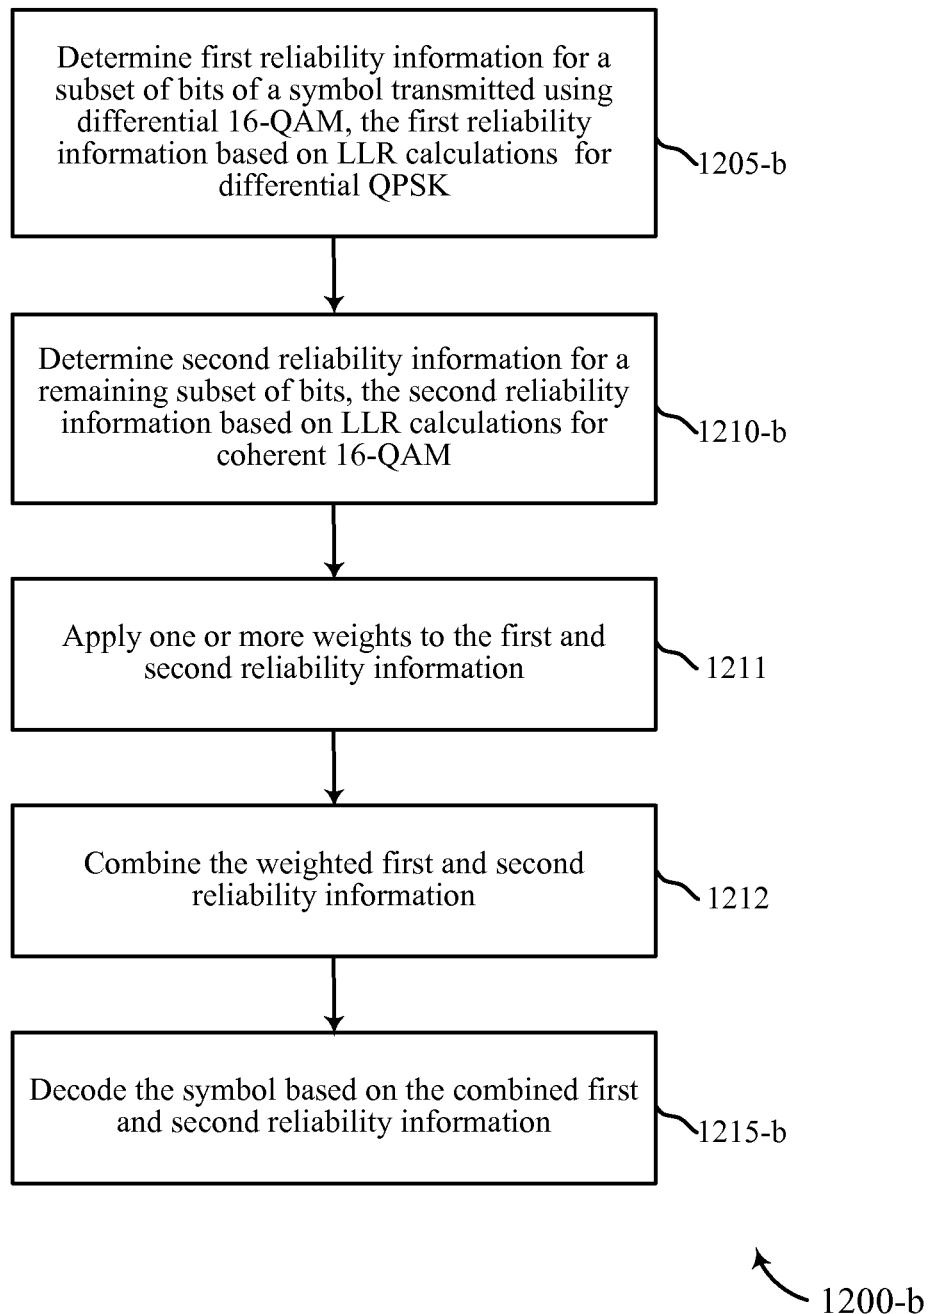 Determine first reliability information for a
subset of bits of a symbol transmitted using
differential 16-QAM, the first reliability
information based on LLR calculations for
differential QPSK
1205-b
Determine second reliability information for a
remaining subset of bits, the second reliability
information based on LLR calculations for
coherent 16-QAM
1210-b
Apply one or more weights to the first and
second reliability information
1211
Combine the weighted first and second
reliability information
1212
Decode the symbol based on the combined first
and second reliability information
1215-b
1200-b